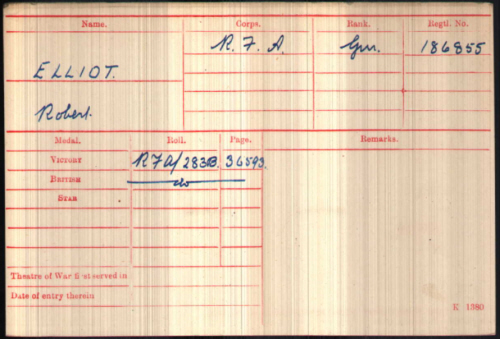 Name. Corps. Rank. Regtl. No.
R. F. A. Gnr. 186855
ELLIOT.
Robert.
Medal. Roll. Page. Remarks.
VICTORY RFA/283B. 36593.
BRITISH do
STAR
Theatre of War first served in
Date of entry therein
K 1380